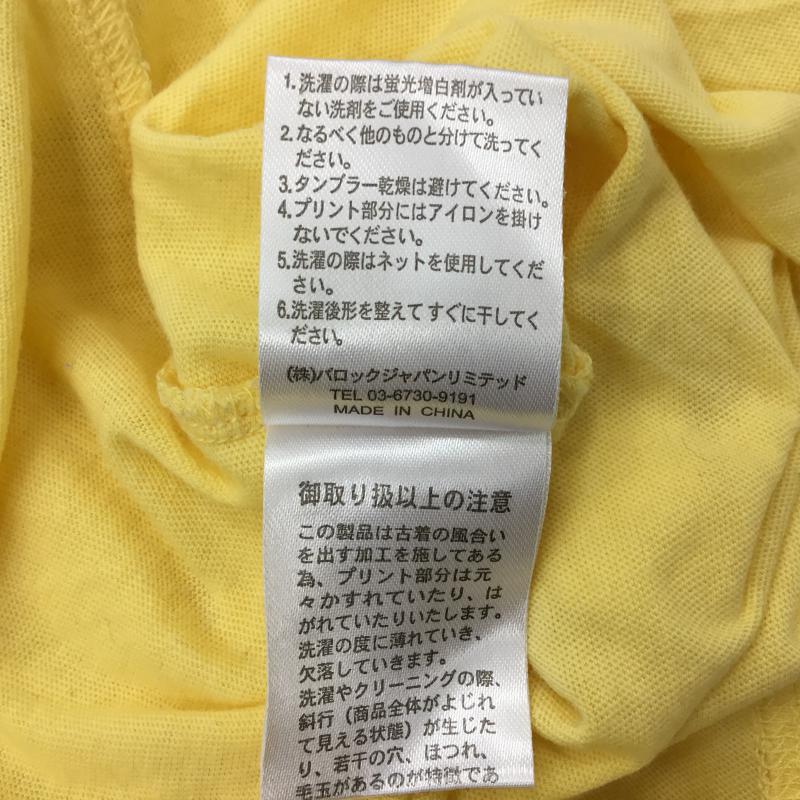 1.洗濯の際は蛍光増白剤が入ってい
ない洗剤をご使用ください。
2.なるべく他のものと分けて洗ってく
ださい。
3.タンブラー乾燥は避けてください。
4.プリント部分にはアイロンを掛け
ないでください。
5.洗濯の際はネットを使用してくだ
さい。
6.洗濯後形を整えて すぐに干してく
ださい。
(株)バロックジャパンリミテッド
TEL 03-6730-9191
MADE IN CHINA
御取り扱以上の注意
この製品は古着の風合い
を出す加工を施してある
為、プリント部分は元
々かすれていたり、は
がれていたりいたします。
洗濯の度に薄れていき、
欠落していきます。
洗濯やクリーニングの際、
斜行(商品全体がよじれ
て見える状態)が生じた
り、若干の穴、ほつれ、
毛玉があるのが特徴であ